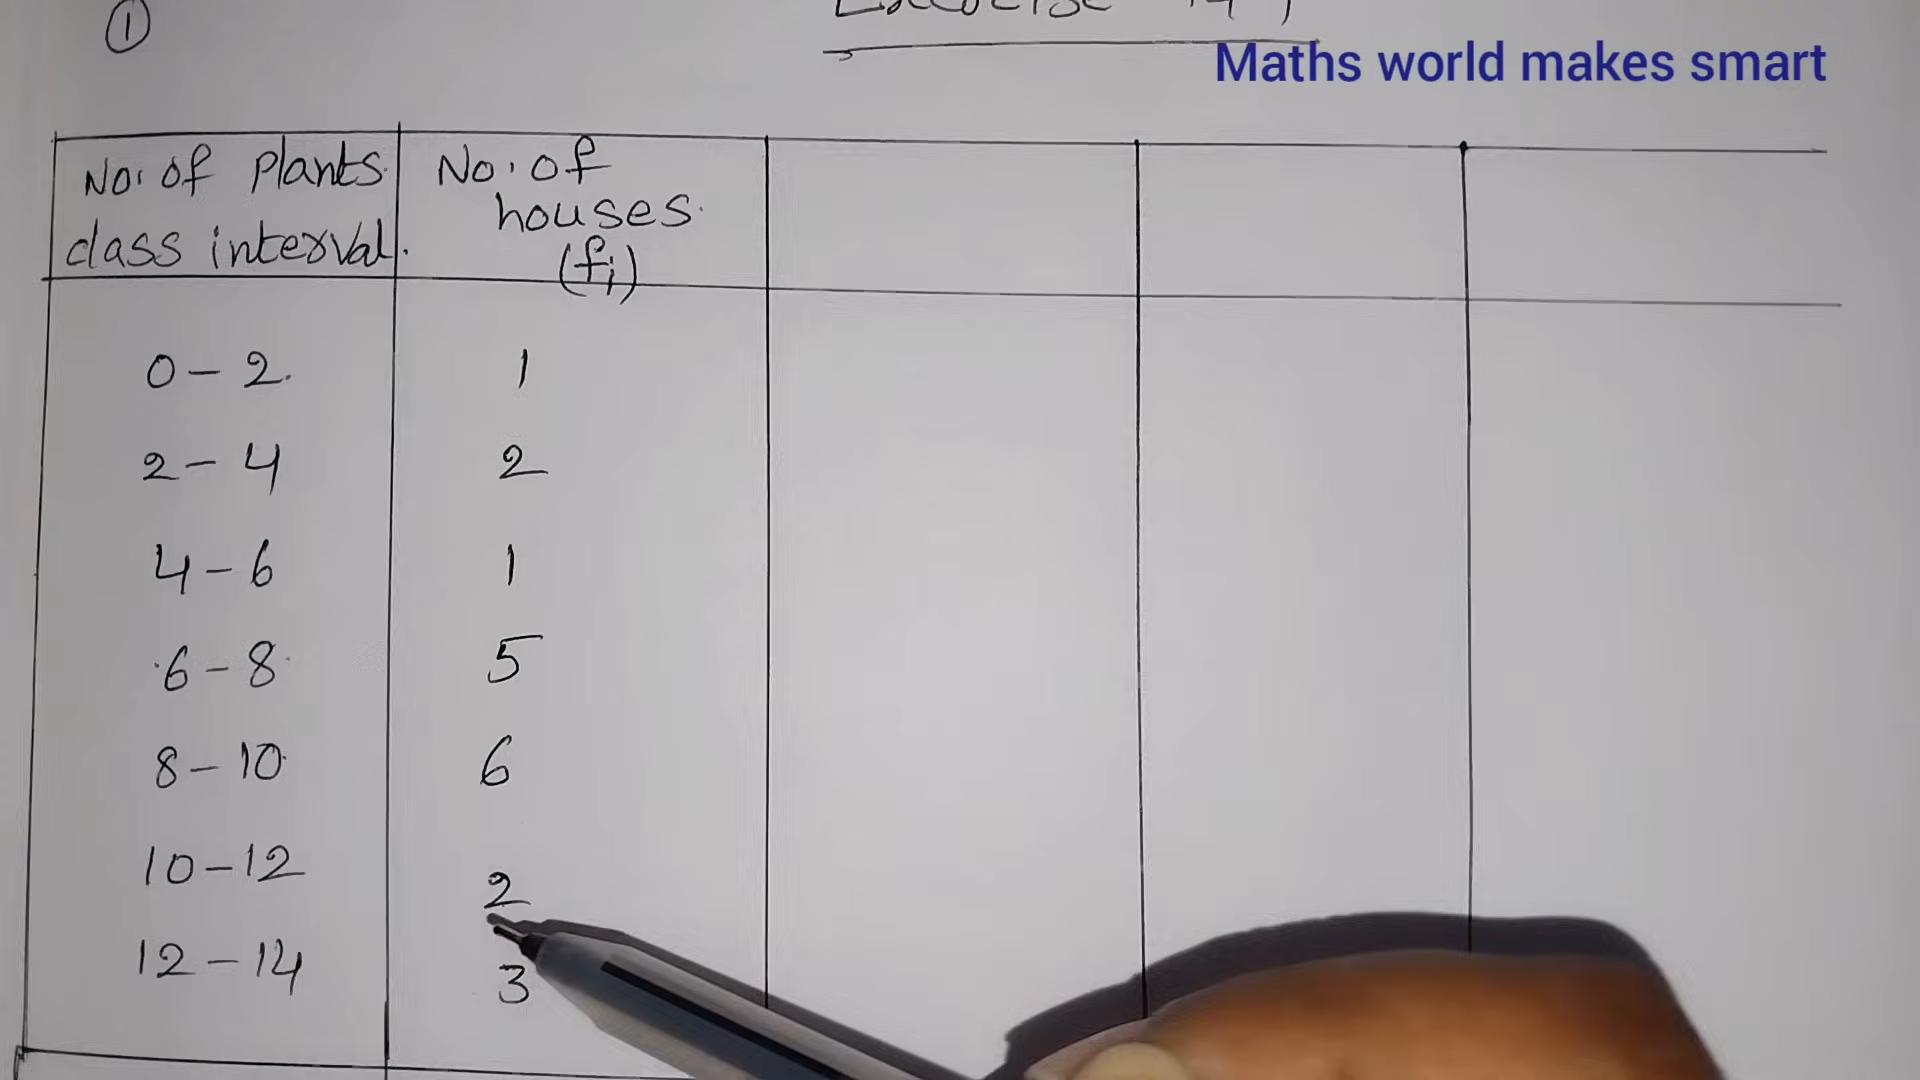 ①
Maths world makes smart
No. of Plants. No. of
class interval. houses.
(fi)
0 – 2. 1
2 – 4 2
4 – 6 1
6 – 8 5
8 – 10 6
10 – 12 2
12 – 14 3